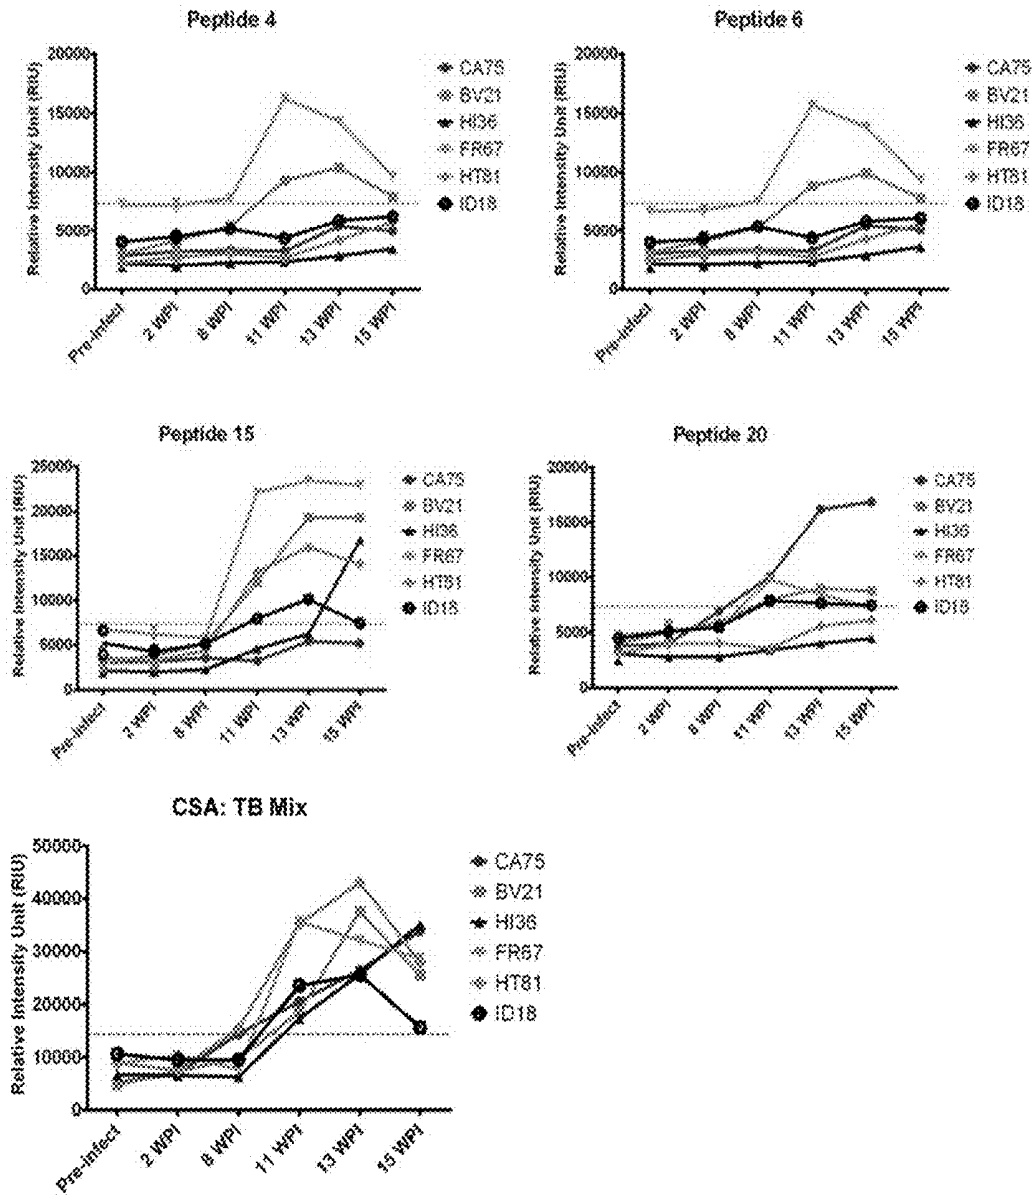 Peptide 4
Relative Intensity Unit (RIU)
20000
15000
10000
5000
0
Pre-infect
2 WPI
8 WPI
11 WPI
13 WPI
15 WPI
CA75
BV21
HI36
FR67
HT81
ID18
Peptide 6
Relative Intensity Unit (RIU)
20000
15000
10000
5000
0
Pre-infect
2 WPI
8 WPI
11 WPI
13 WPI
15 WPI
CA75
BV21
HI36
FR67
HT81
ID18
Peptide 15
Relative Intensity Unit (RIU)
25000
20000
15000
10000
5000
0
Pre-infect
2 WPI
8 WPI
11 WPI
13 WPI
15 WPI
CA75
BV21
HI36
FR67
HT81
ID18
Peptide 20
Relative Intensity Unit (RIU)
20000
15000
10000
5000
0
Pre-infect
2 WPI
8 WPI
11 WPI
13 WPI
15 WPI
CA75
BV21
HI36
FR67
HT81
ID18
CSA: TB Mix
Relative Intensity Unit (RIU)
50000
40000
30000
20000
10000
0
Pre-infect
2 WPI
8 WPI
11 WPI
13 WPI
15 WPI
CA75
BV21
HI36
FR67
HT81
ID18